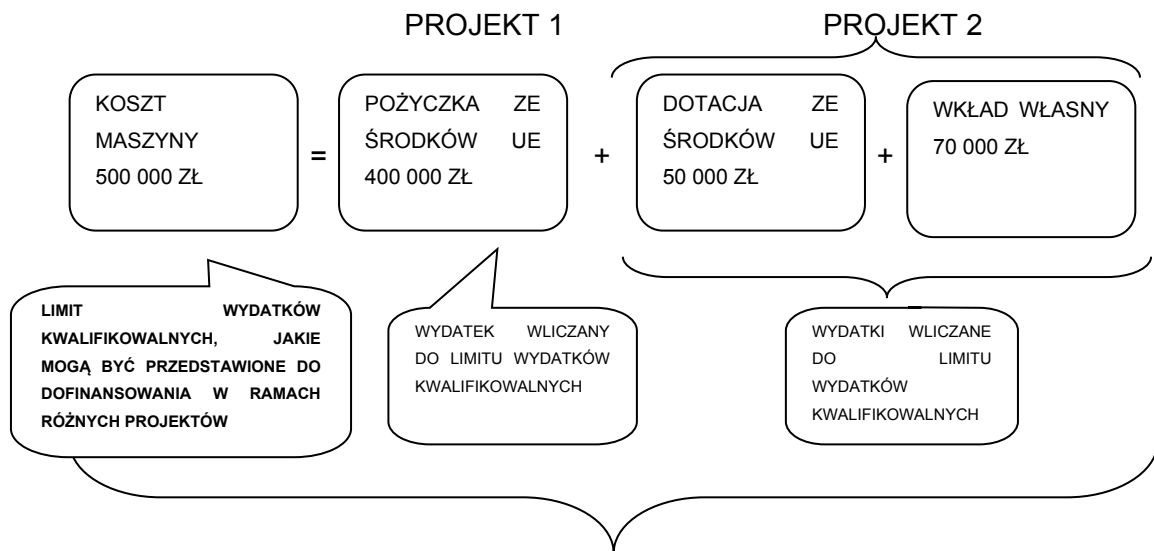 PROJEKT 1
PROJEKT 2
KOSZT
MASZYNY
500 000 ZŁ
=
POŻYCZKA ZE
ŚRODKÓW UE
400 000 ZŁ
+
DOTACJA ZE
ŚRODKÓW UE
50 000 ZŁ
+
WKŁAD WŁASNY
70 000 ZŁ
LIMIT WYDATKÓW
KWALIFIKOWALNYCH, JAKIE
MOGĄ BYĆ PRZEDSTAWIONE DO
DOFINANSOWANIA W RAMACH
RÓŻNYCH PROJEKTÓW
WYDATEK WLICZANY
DO LIMITU WYDATKÓW
KWALIFIKOWALNYCH
WYDATKI WLICZANE
DO LIMITU
WYDATKÓW
KWALIFIKOWALNYCH